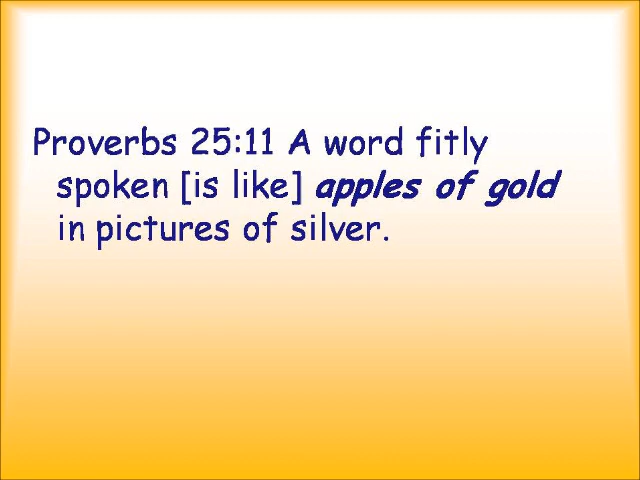 Proverbs 25:11 A word fitly
spoken [is like] apples of gold
in pictures of silver.